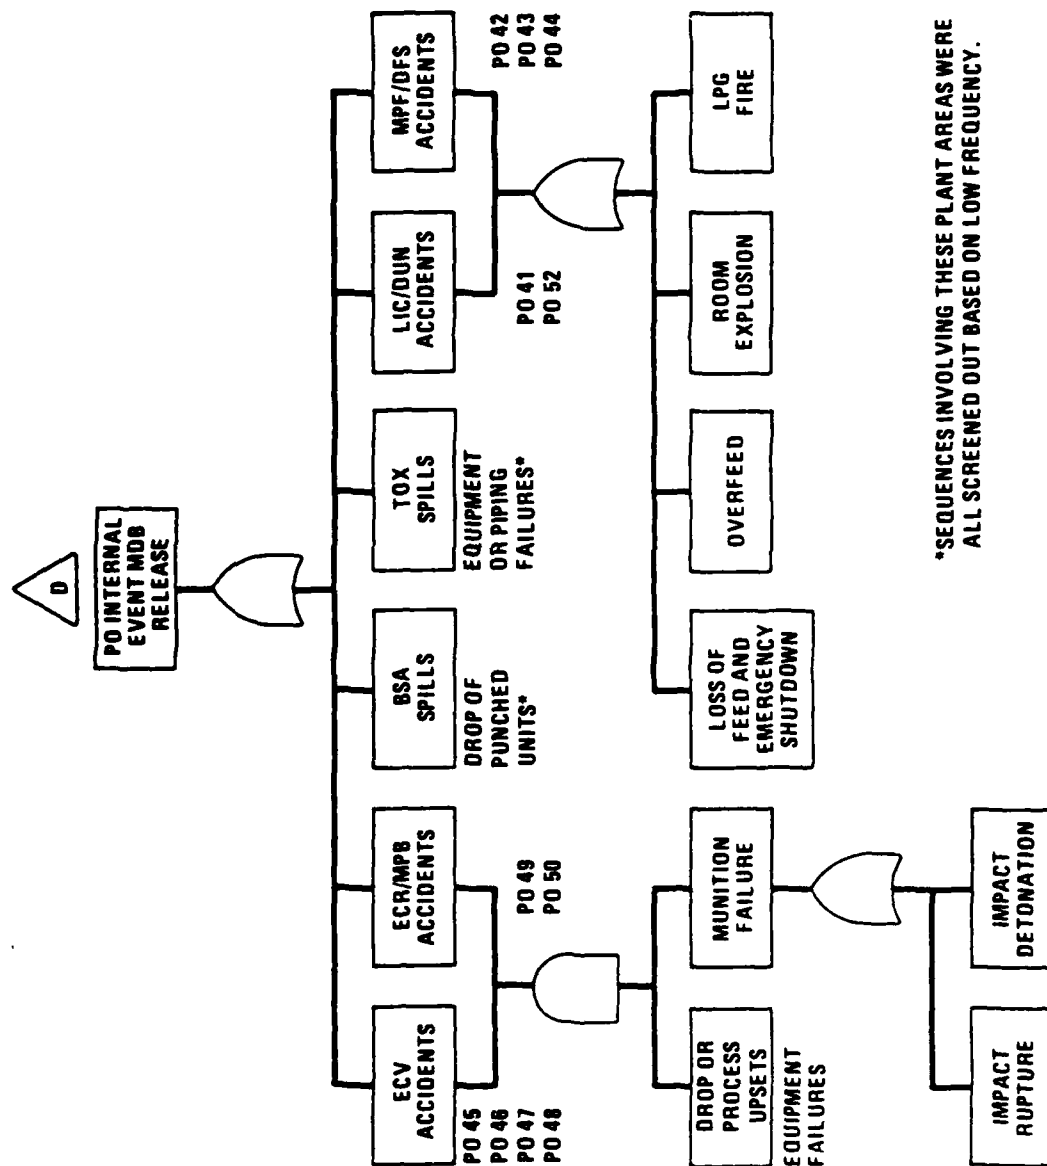 D
PO INTERNAL
EVENT MDB
RELEASE
ECV
ACCIDENTS
PO 45
PO 46
PO 47
PO 48
ECR/MPB
ACCIDENTS
PO 49
PO 50
BSA
SPILLS
DROP OF
PUNCHED
UNITS*
TOX
SPILLS
EQUIPMENT
OR PIPING
FAILURES*
LIC/DUN
ACCIDENTS
PO 41
PO 52
MPF/DFS
ACCIDENTS
PO 42
PO 43
PO 44
DROP OR
PROCESS
UPSETS
EQUIPMENT
FAILURES
MUNITION
FAILURE
LOSS OF
FEED AND
EMERGENCY
SHUTDOWN
OVERFEED
ROOM
EXPLOSION
LPG
FIRE
IMPACT
RUPTURE
IMPACT
DETONATION
*SEQUENCES INVOLVING THESE PLANT AREAS WERE
ALL SCREENED OUT BASED ON LOW FREQUENCY.